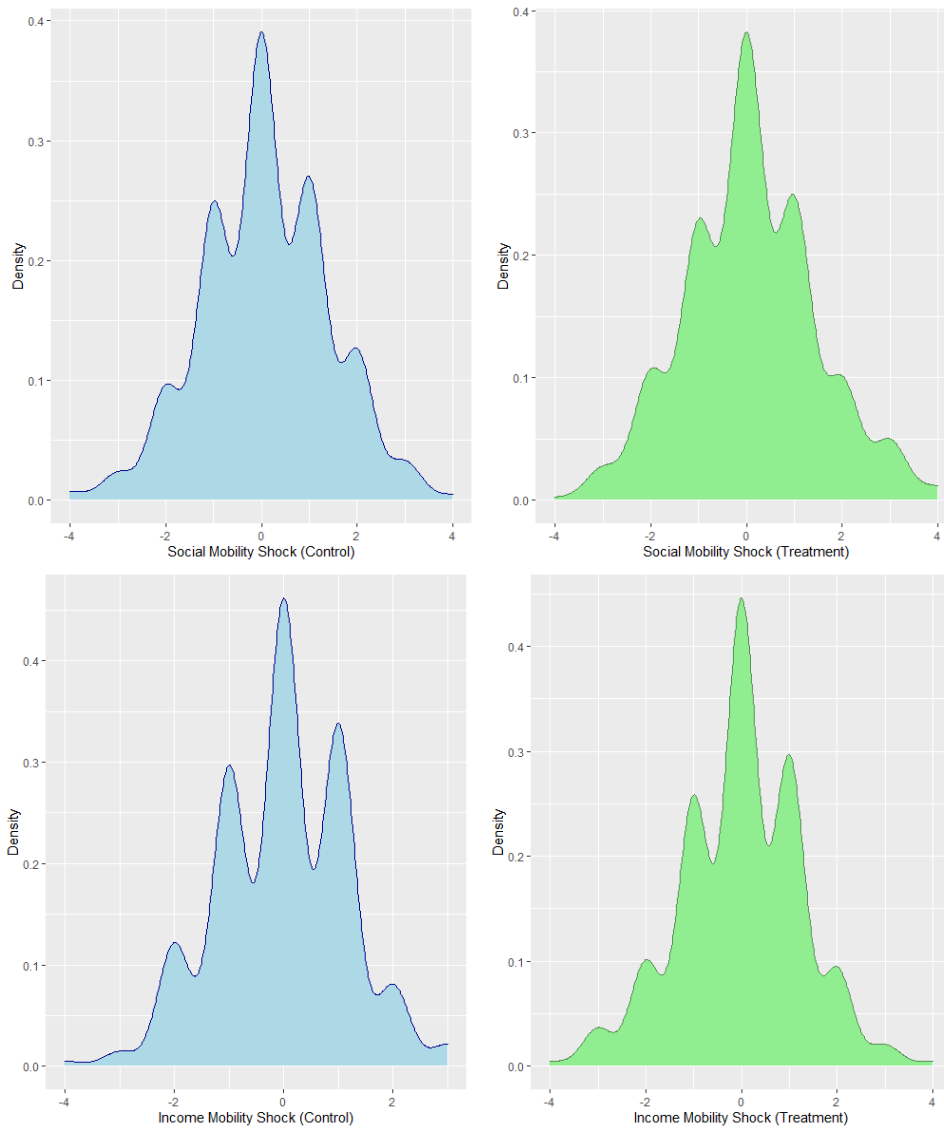 0.4
0.3
0.2
0.1
0.0
Density
-4 -2 0 2 4
Social Mobility Shock (Control)
0.4
0.3
0.2
0.1
0.0
Density
-4 -2 0 2 4
Social Mobility Shock (Treatment)
0.4
0.3
0.2
0.1
0.0
Density
-4 -2 0 2
Income Mobility Shock (Control)
0.4
0.3
0.2
0.1
0.0
Density
-4 -2 0 2 4
Income Mobility Shock (Treatment)